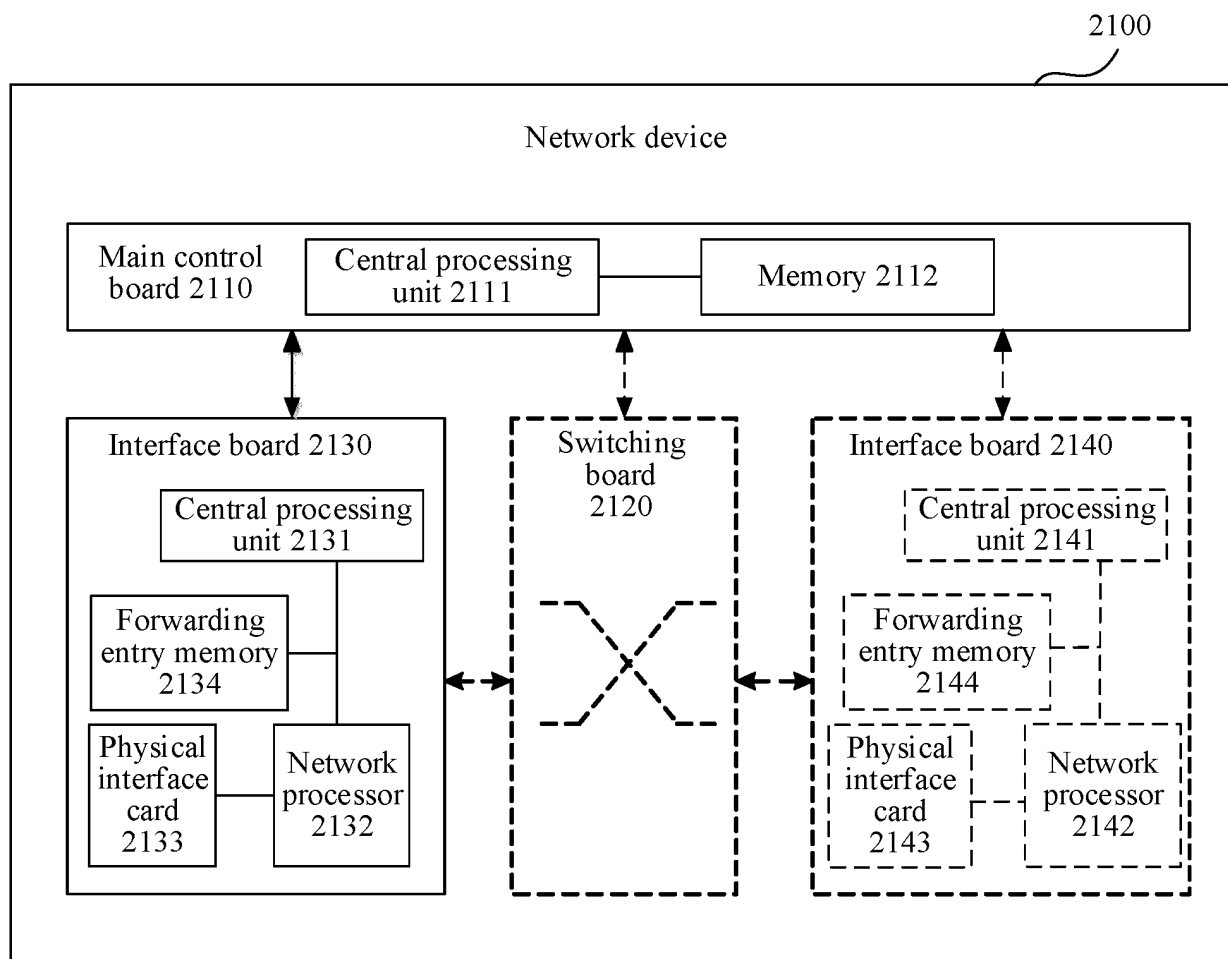 2100
Network device
Main control
board 2110
Central processing
unit 2111
Memory 2112
Interface board 2130
Central processing
unit 2131
Forwarding
entry memory
2134
Physical
interface
card
2133
Network
processor
2132
Switching
board
2120
Interface board 2140
Central processing
unit 2141
Forwarding
entry memory
2144
Physical
interface
card
2143
Network
processor
2142